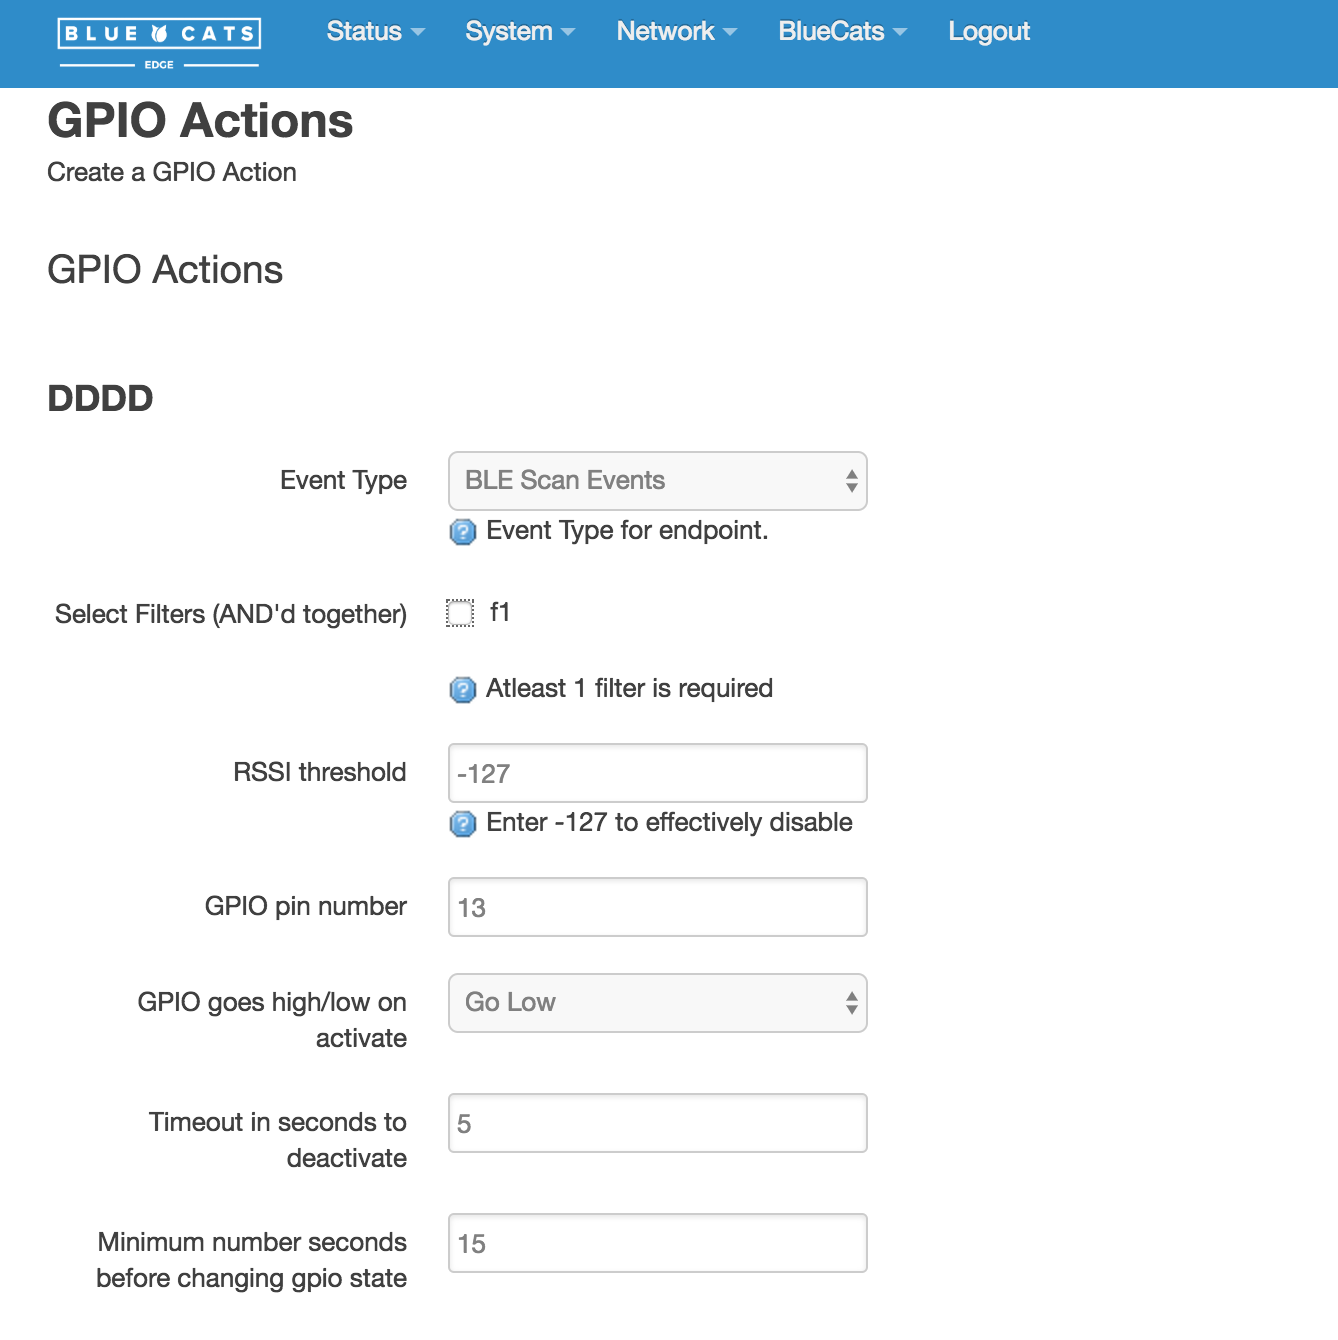 BLUE CATS
EDGE
Status System Network BlueCats Logout
GPIO Actions
Create a GPIO Action
GPIO Actions
DDDD
Event Type BLE Scan Events
Event Type for endpoint.
Select Filters (AND'd together) f1
Atleast 1 filter is required
RSSI threshold -127
Enter -127 to effectively disable
GPIO pin number 13
GPIO goes high/low on Go Low
activate
Timeout in seconds to 5
deactivate
Minimum number seconds 15
before changing gpio state